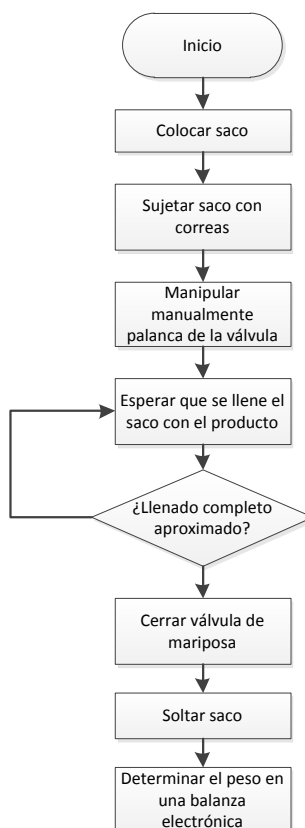 Inicio
Colocar saco
Sujetar saco con
correas
Manipular
manualmente
palanca de la válvula
Esperar que se llene el
saco con el producto
¿Llenado completo
aproximado?
Cerrar válvula de
mariposa
Soltar saco
Determinar el peso en
una balanza
electrónica